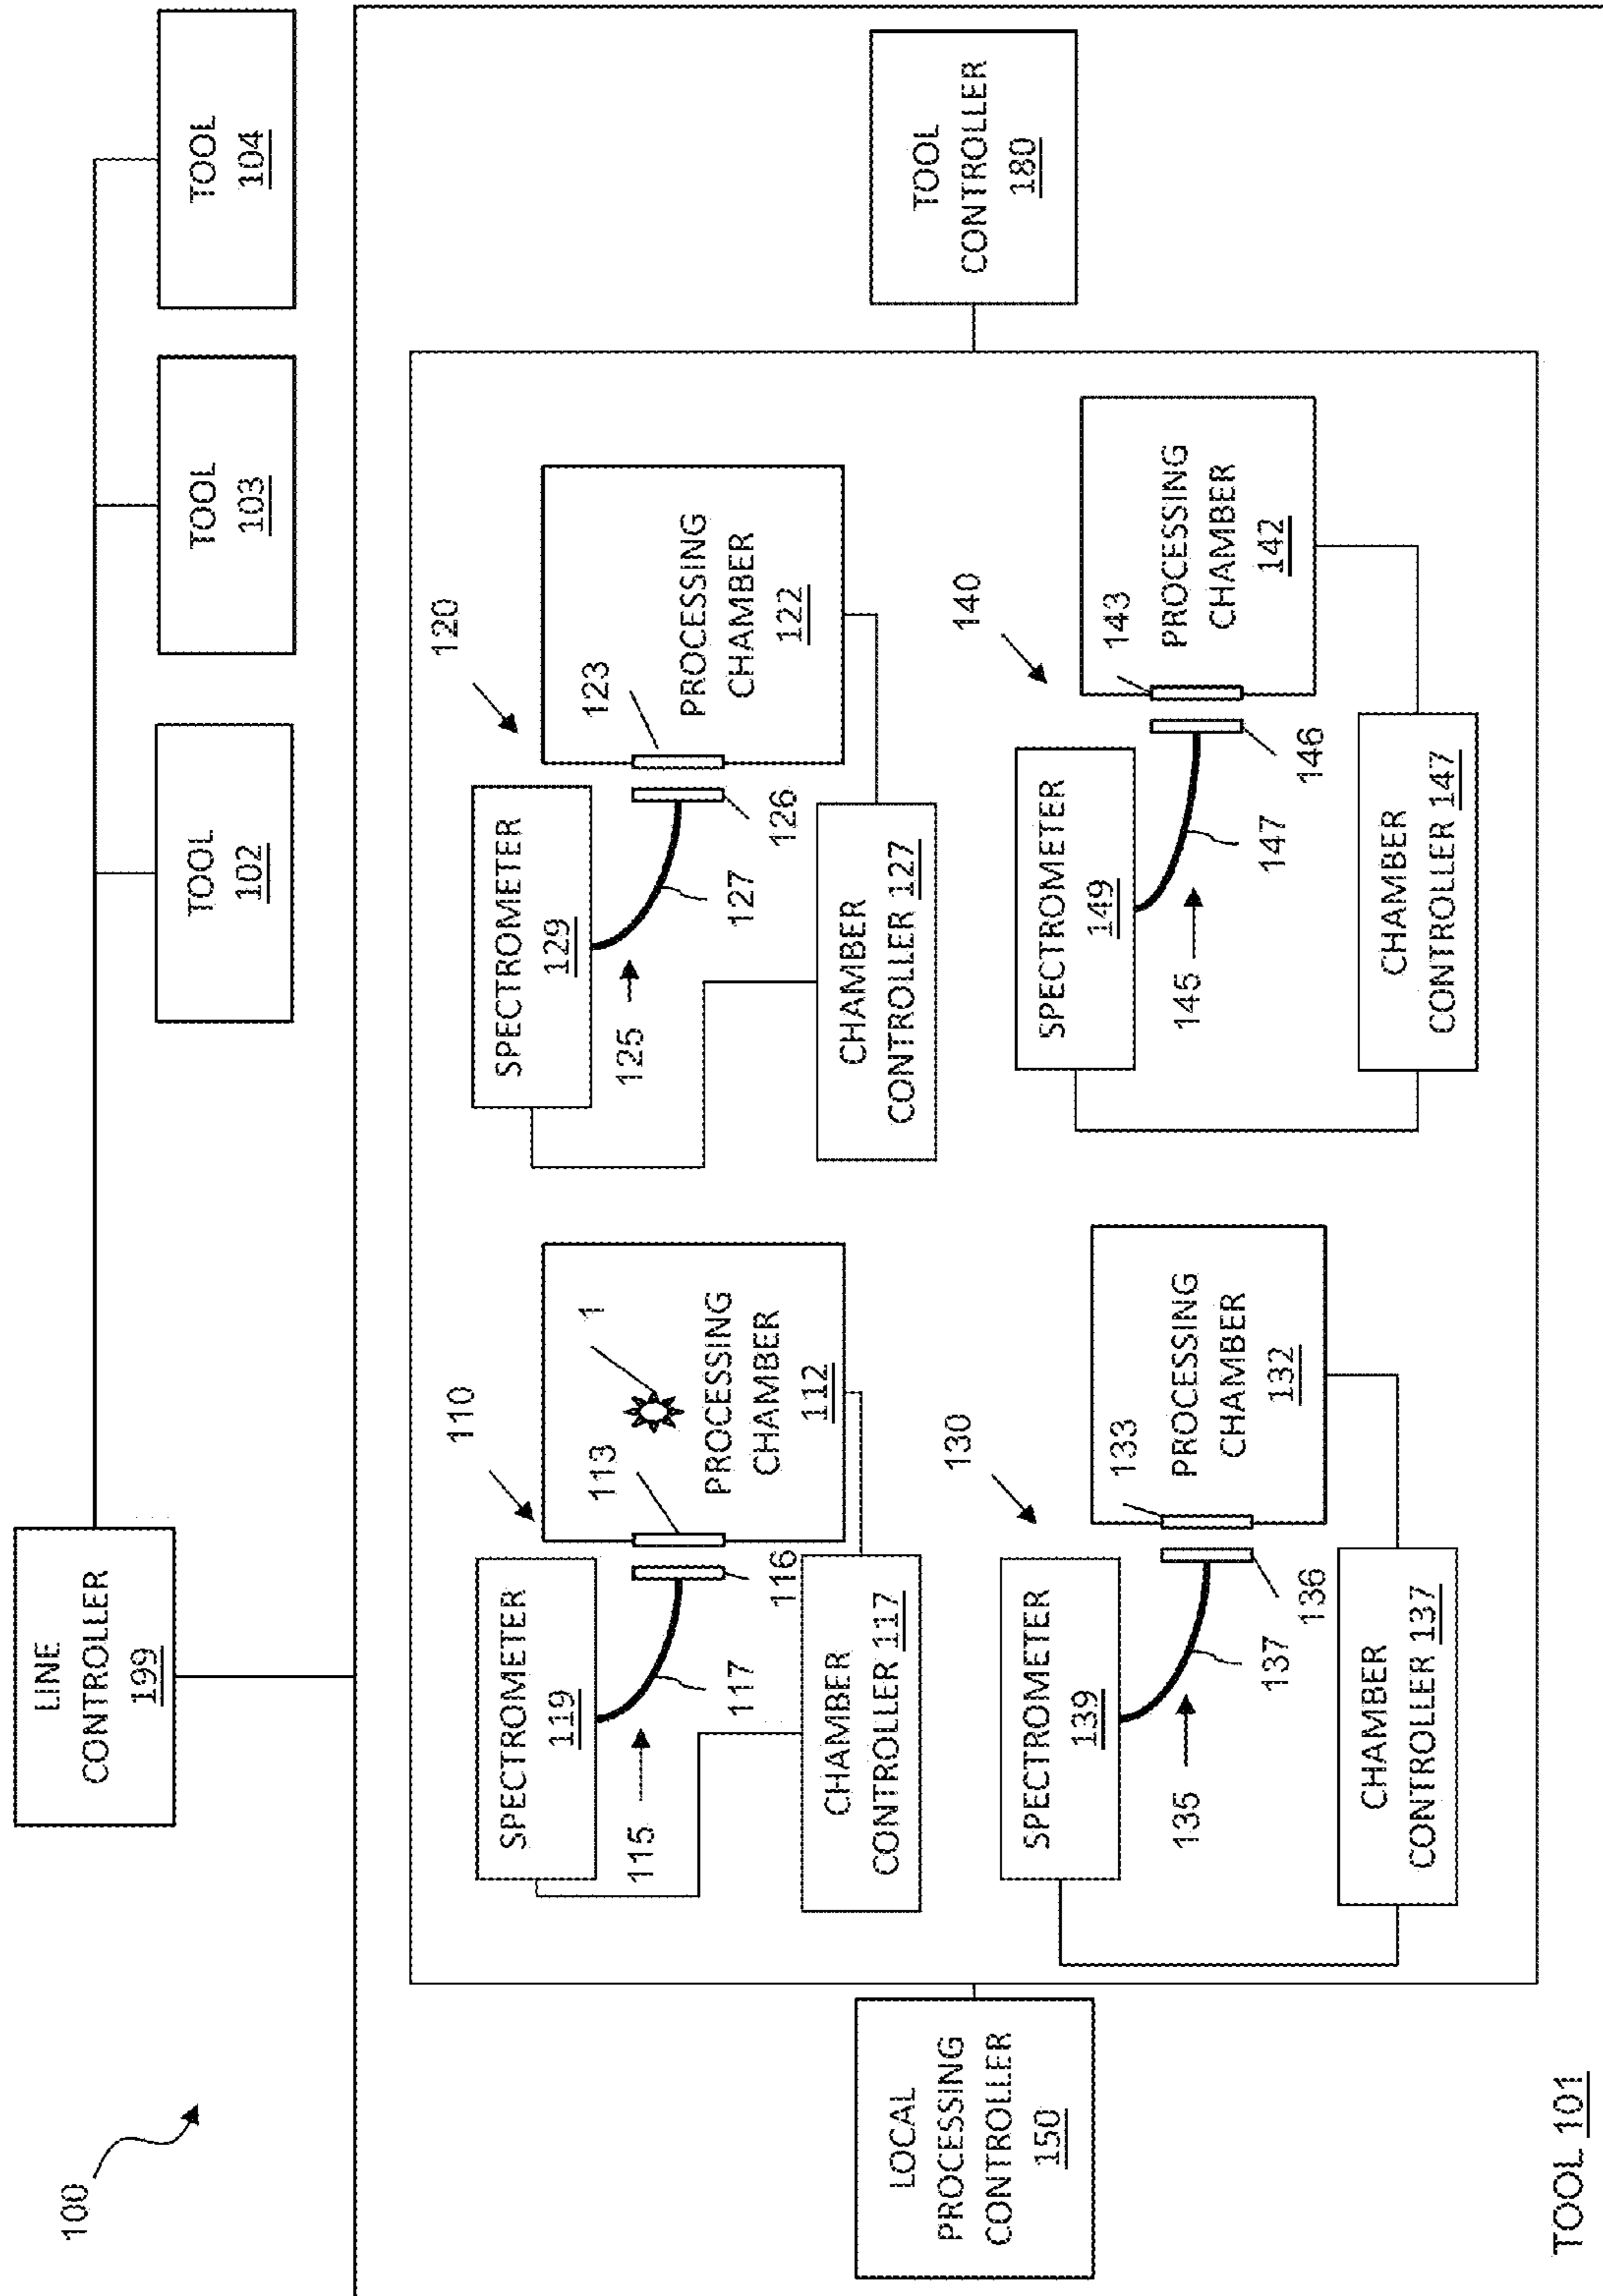 100
LINE
CONTROLLER
199
TOOL
102
TOOL
103
TOOL
104
LOCAL
PROCESSING
CONTROLLER
150
110
SPECTROMETER
119
115
117
116
113
1
PROCESSING
CHAMBER
112
CHAMBER
CONTROLLER 117
120
SPECTROMETER
129
125
127
126
123
PROCESSING
CHAMBER
122
CHAMBER
CONTROLLER 127
130
SPECTROMETER
139
135
137
136
133
PROCESSING
CHAMBER
132
CHAMBER
CONTROLLER 137
140
SPECTROMETER
149
145
147
146
143
PROCESSING
CHAMBER
142
CHAMBER
CONTROLLER 147
TOOL
CONTROLLER
180
TOOL 101